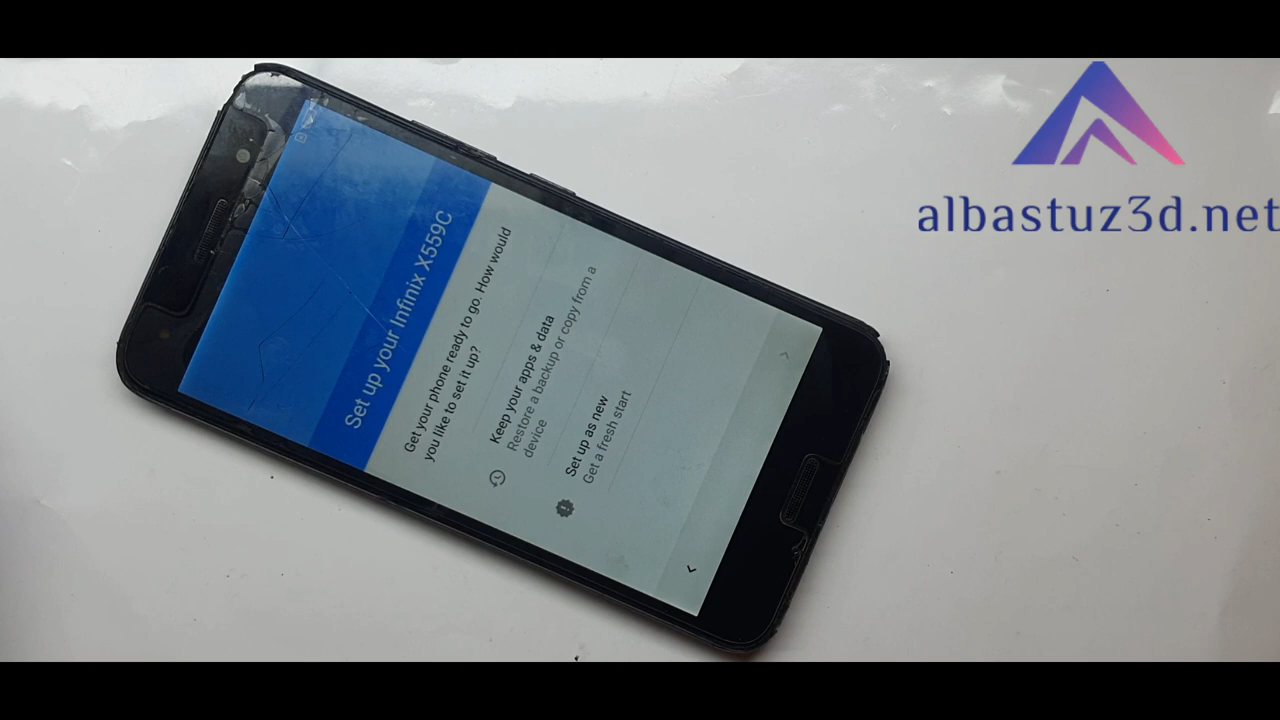 albastuz3d.net
Set up your Infinix X559C
Get your phone ready to go. How would
you like to set it up?
Keep your apps & data
Restore a backup or copy from a
device
Set up as new
Get a fresh start